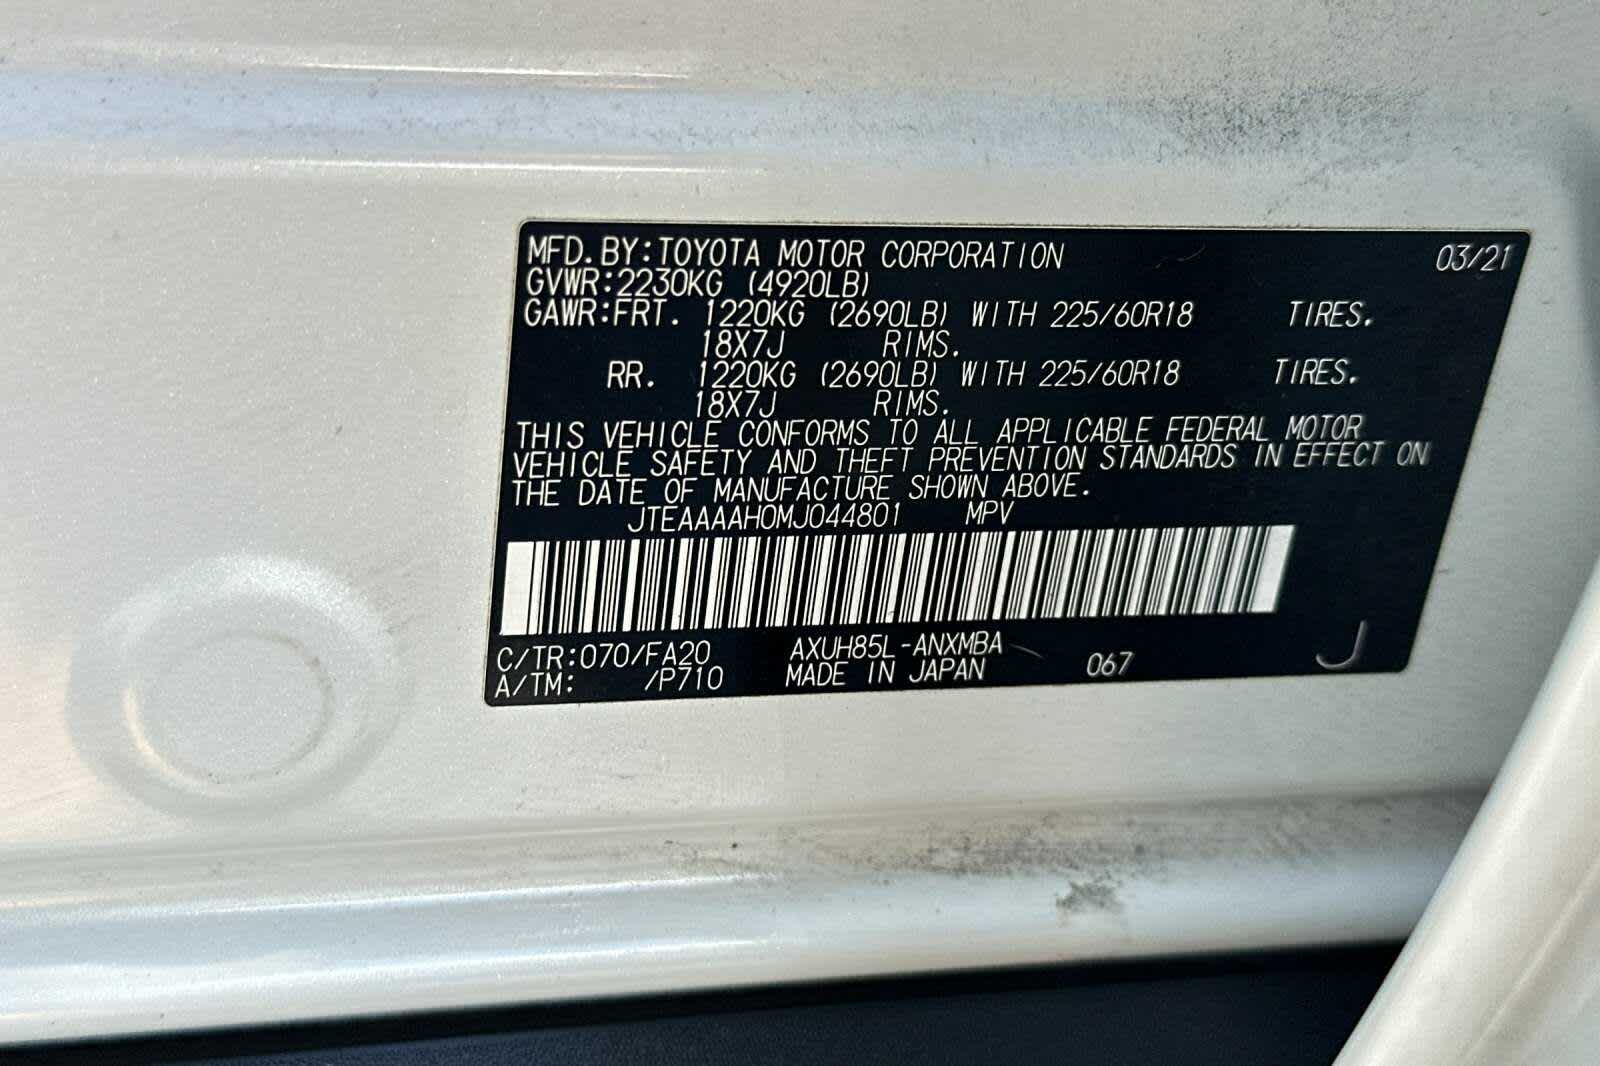 MFD. BY: TOYOTA MOTOR CORPORATION 03/21
GVWR: 2230KG (4920LB)
GAWR: FRT. 1220KG (2690LB) WITH 225/60R18 TIRES.
18X7J RIMS.
RR. 1220KG (2690LB) WITH 225/60R18 TIRES.
18X7J RIMS.
THIS VEHICLE CONFORMS TO ALL APPLICABLE FEDERAL MOTOR
VEHICLE SAFETY AND THEFT PREVENTION STANDARDS IN EFFECT ON
THE DATE OF MANUFACTURE SHOWN ABOVE.
JTEAAAAH0MJ044801 MPV
C/TR: 070/FA20 AXUH85L-ANXMBA
A/TM: /P710 MADE IN JAPAN 067 J